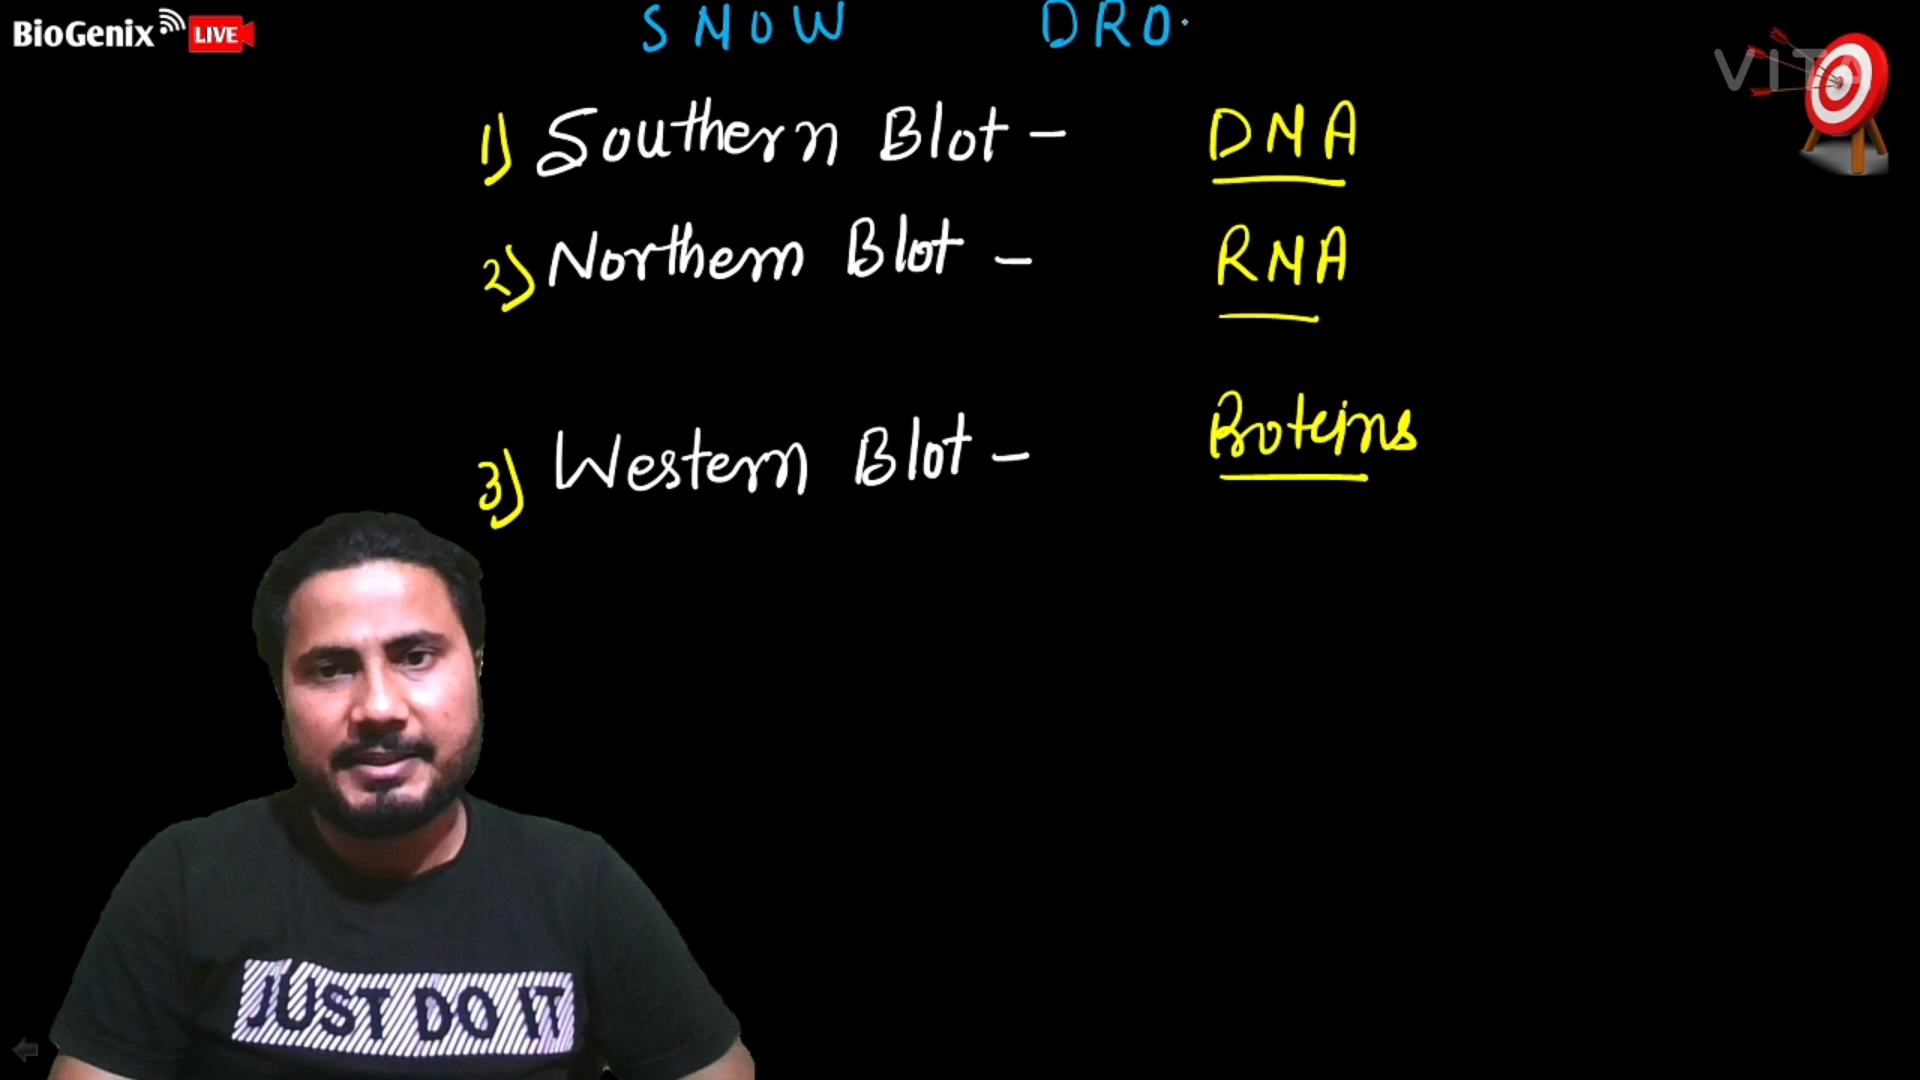 BioGenix LIVE
SNOW DRO
VITA
1) Southern Blot - DNA
2) Northern Blot - RNA
3) Western Blot - Proteins
JUST DO IT